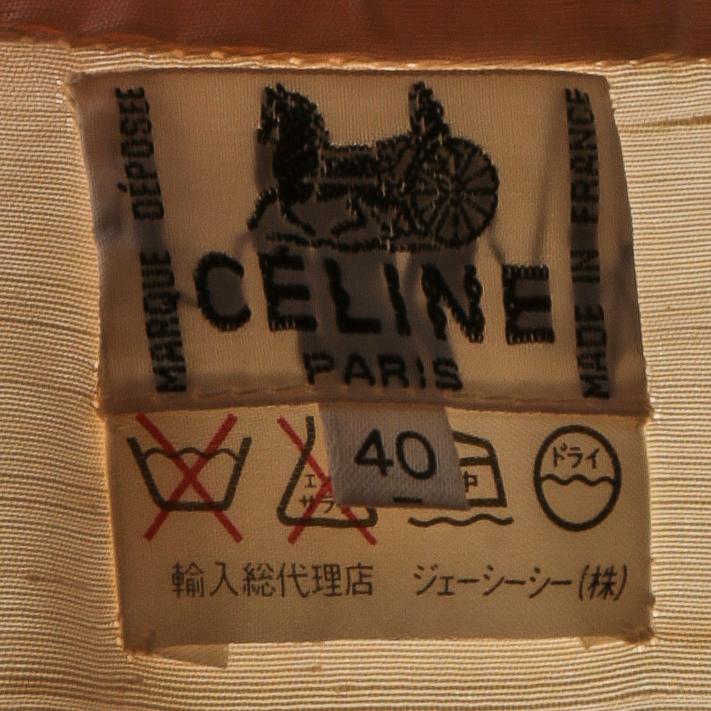 MARQUE DÉPOSÉE
CÉLINE
PARIS
MADE IN FRANCE
40
中
ドライ
輸入総代理店 ジェーシーシー(株)